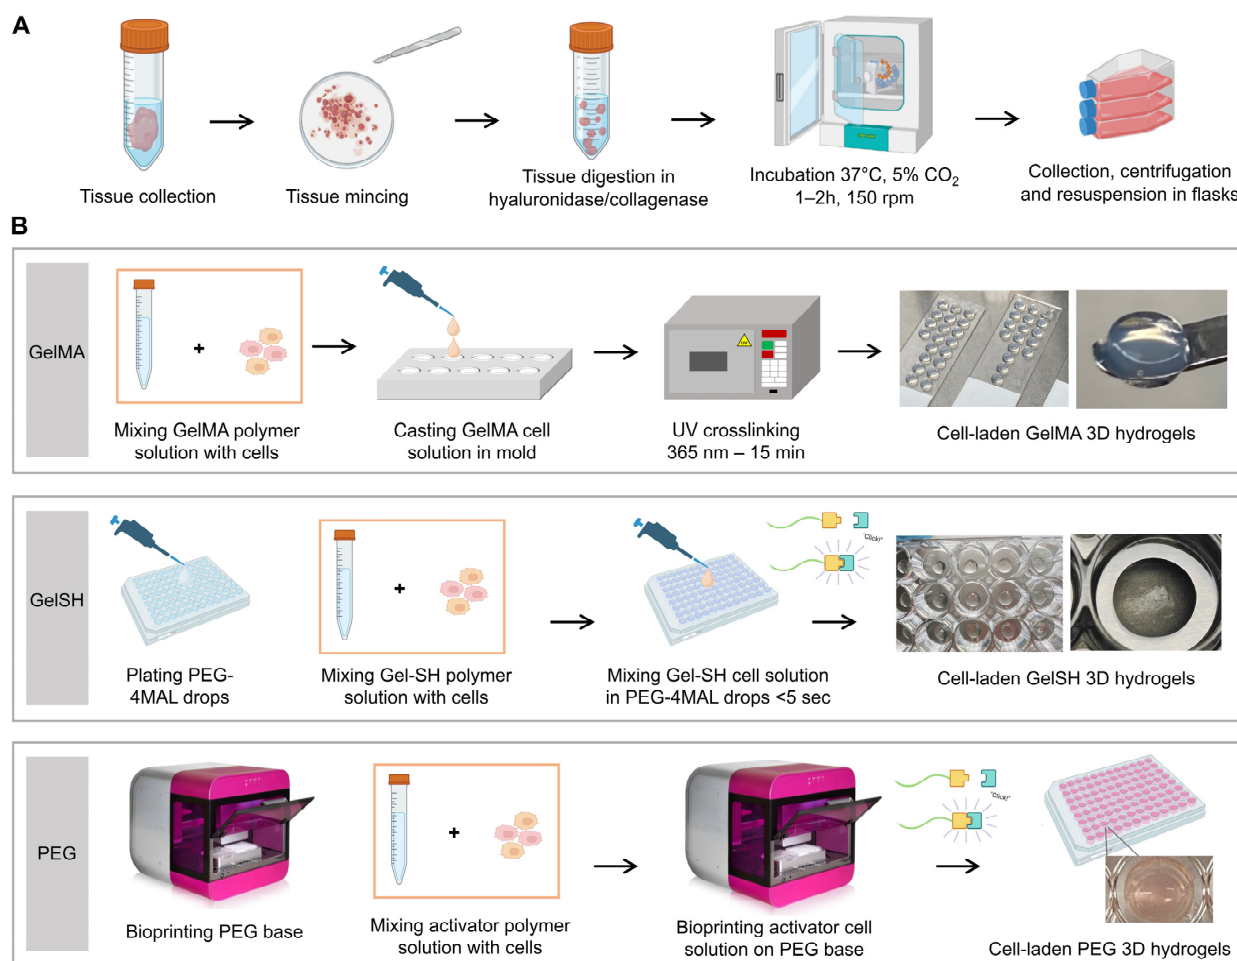 A
Tissue collection
Tissue mincing
Tissue digestion in
hyaluronidase/collagenase
Incubation 37°C, 5% CO₂
1–2h, 150 rpm
Collection, centrifugation
and resuspension in flasks
B
GelMA
+
Mixing GelMA polymer
solution with cells
Casting GelMA cell
solution in mold
UV crosslinking
365 nm – 15 min
Cell-laden GelMA 3D hydrogels
GelSH
Plating PEG-
4MAL drops
+
Mixing Gel-SH polymer
solution with cells
"Click!"
Mixing Gel-SH cell solution
in PEG-4MAL drops <5 sec
Cell-laden GelSH 3D hydrogels
PEG
Bioprinting PEG base
+
Mixing activator polymer
solution with cells
Bioprinting activator cell
solution on PEG base
"Click!"
Cell-laden PEG 3D hydrogels